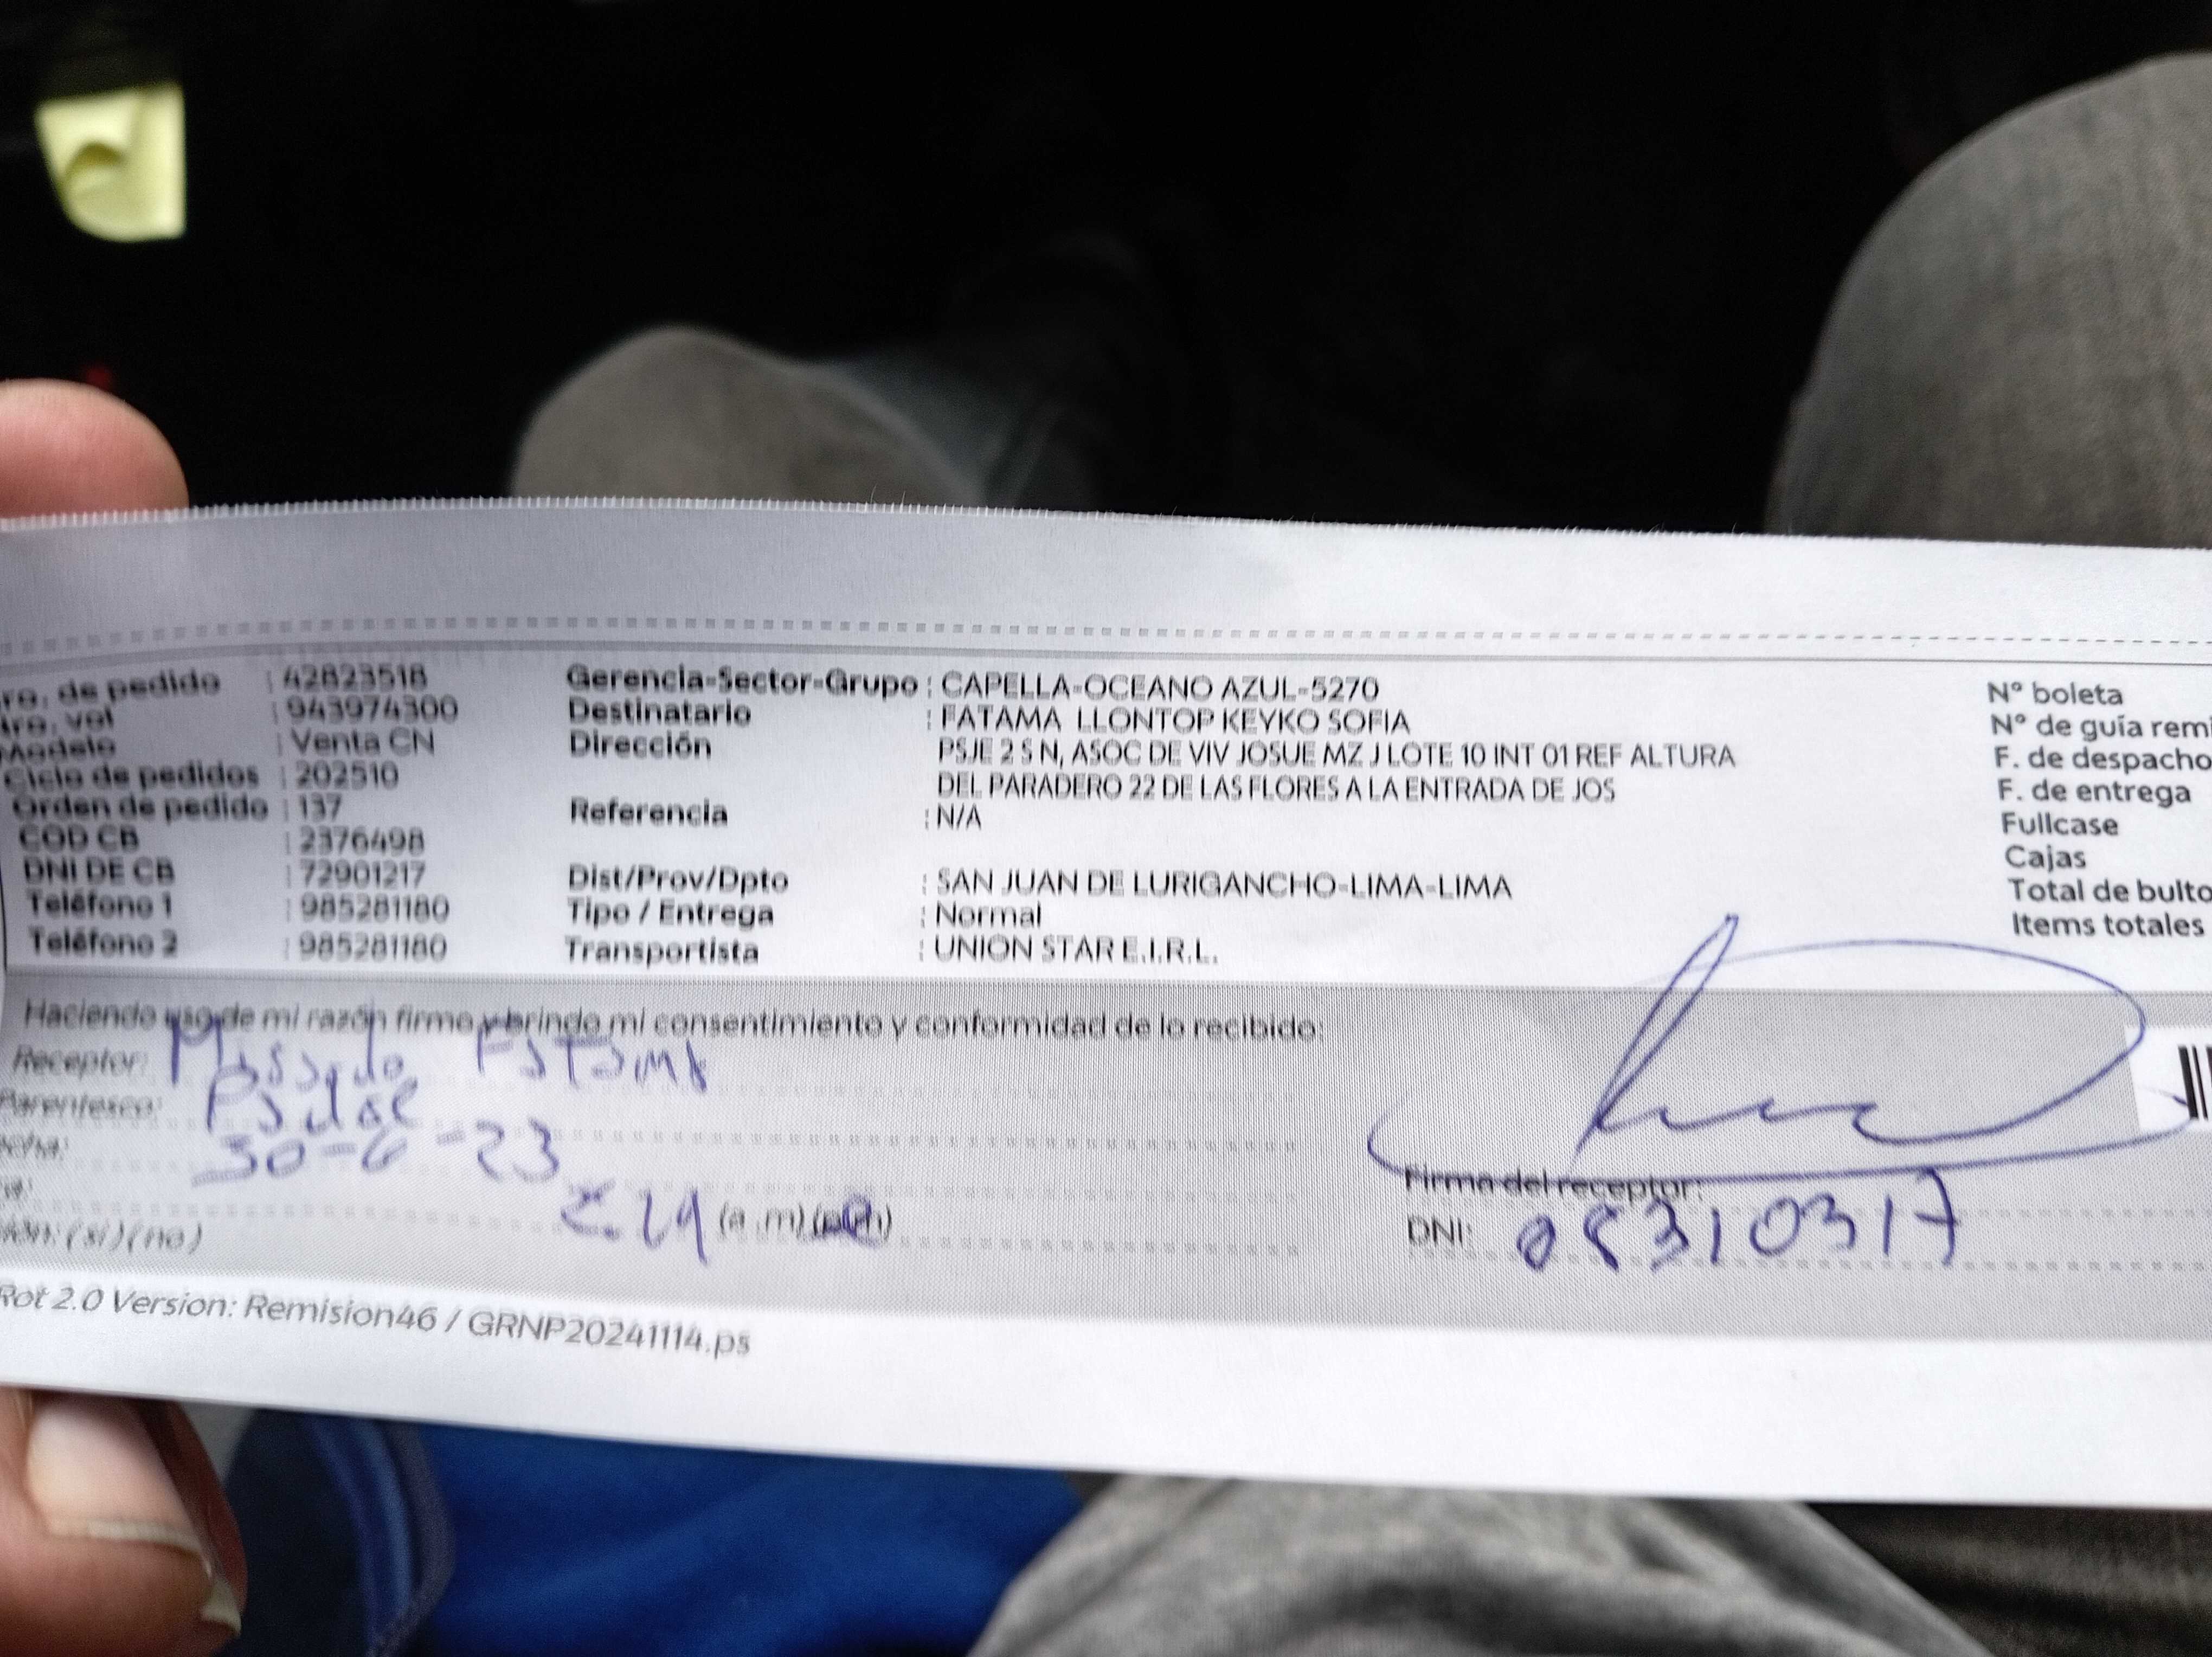 ro. de pedido : 42823518 Gerencia-Sector-Grupo : CAPELLA-OCEANO AZUL-5270 N° boleta
ro. vol : 943974300 Destinatario : FATAMA LLONTOP KEYKO SOFIA N° de guía remi
Modelo : Venta CN Dirección PSJE 2 S N, ASOC DE VIV JOSUE MZ J LOTE 10 INT 01 REF ALTURA F. de despacho
Ciclo de pedidos : 202510 DEL PARADERO 22 DE LAS FLORES A LA ENTRADA DE JOS F. de entrega
Orden de pedido : 137 Referencia : N/A Fullcase
COD CB : 2376498 Cajas
DNI DE CB : 72901217 Dist/Prov/Dpto : SAN JUAN DE LURIGANCHO-LIMA-LIMA Total de bulto
Teléfono 1 : 985281180 Tipo / Entrega : Normal Items totales
Teléfono 2 : 985281180 Transportista : UNION STAR E.I.R.L.
Haciendo uso de mi razón firmo y brindo mi consentimiento y conformidad de lo recibido:
Receptor:
Parentesco:
echa: 30-6-23
(a.m)
Firma del receptor:
ión: (si) (no)
DNI: 08310317
Rot 2.0 Version: Remision46 / GRNP20241114.ps